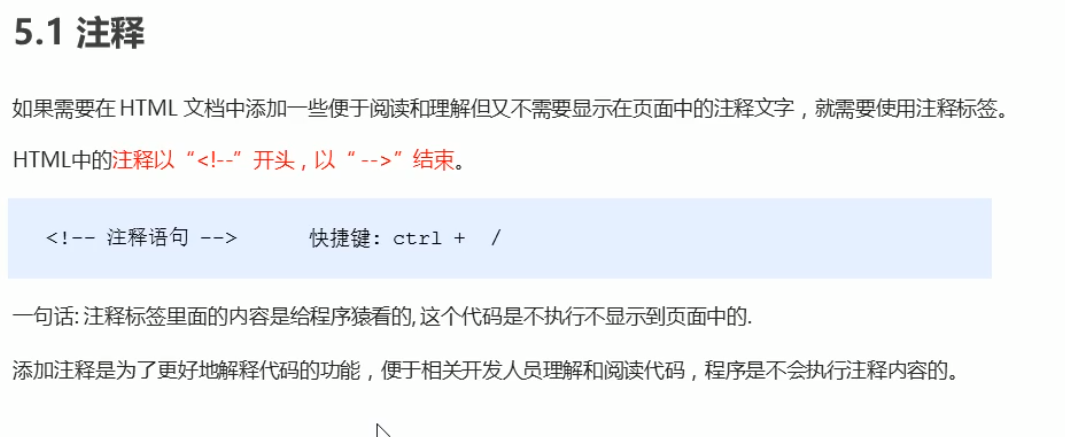 5.1 注释
如果需要在 HTML 文档中添加一些便于阅读和理解但又不需要显示在页面中的注释文字，就需要使用注释标签。
HTML中的注释以“<!--”开头，以“ -->”结束。
<!-- 注释语句 -->      快捷键: ctrl +  /
一句话: 注释标签里面的内容是给程序猿看的, 这个代码是不执行不显示到页面中的.
添加注释是为了更好地解释代码的功能，便于相关开发人员理解和阅读代码，程序是不会执行注释内容的。